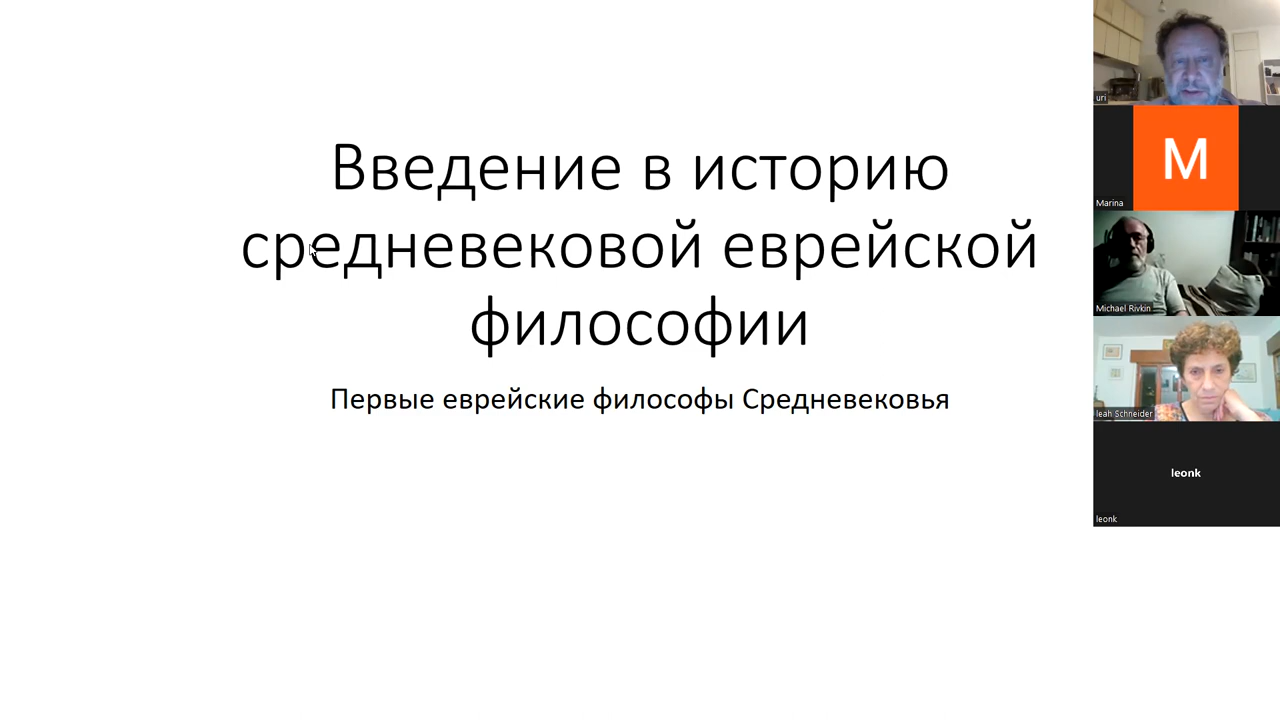 Введение в историю
средневековой еврейской
философии
Первые еврейские философы Средневековья
uri
M
Marina
Michael Rivkin
leah Schneider
leonk
leonk